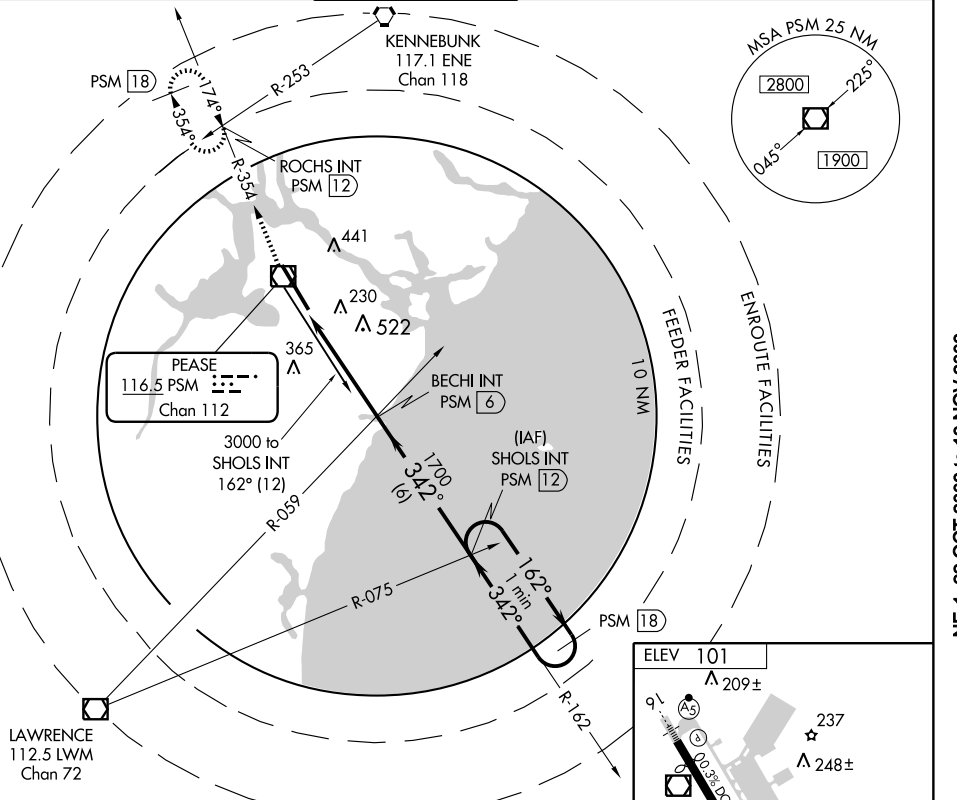 KENNEBUNK
117.1 ENE
Chan 118
PSM 18
R-253
174°
354°
ROCHS INT
PSM 12
R-354
MSA PSM 25 NM
2800
225°
045°
1900
441
230
522
365
PEASE
116.5 PSM
Chan 112
BECHI INT
PSM 6
10 NM
FEEDER FACILITIES
ENROUTE FACILITIES
3000 to
SHOLS INT
162° (12)
(IAF)
SHOLS INT
PSM 12
1700
342°
(6)
R-059
R-075
162°
1 min
342°
PSM 18
R-162
LAWRENCE
112.5 LWM
Chan 72
ELEV 101
209±
16
A5
237
248±